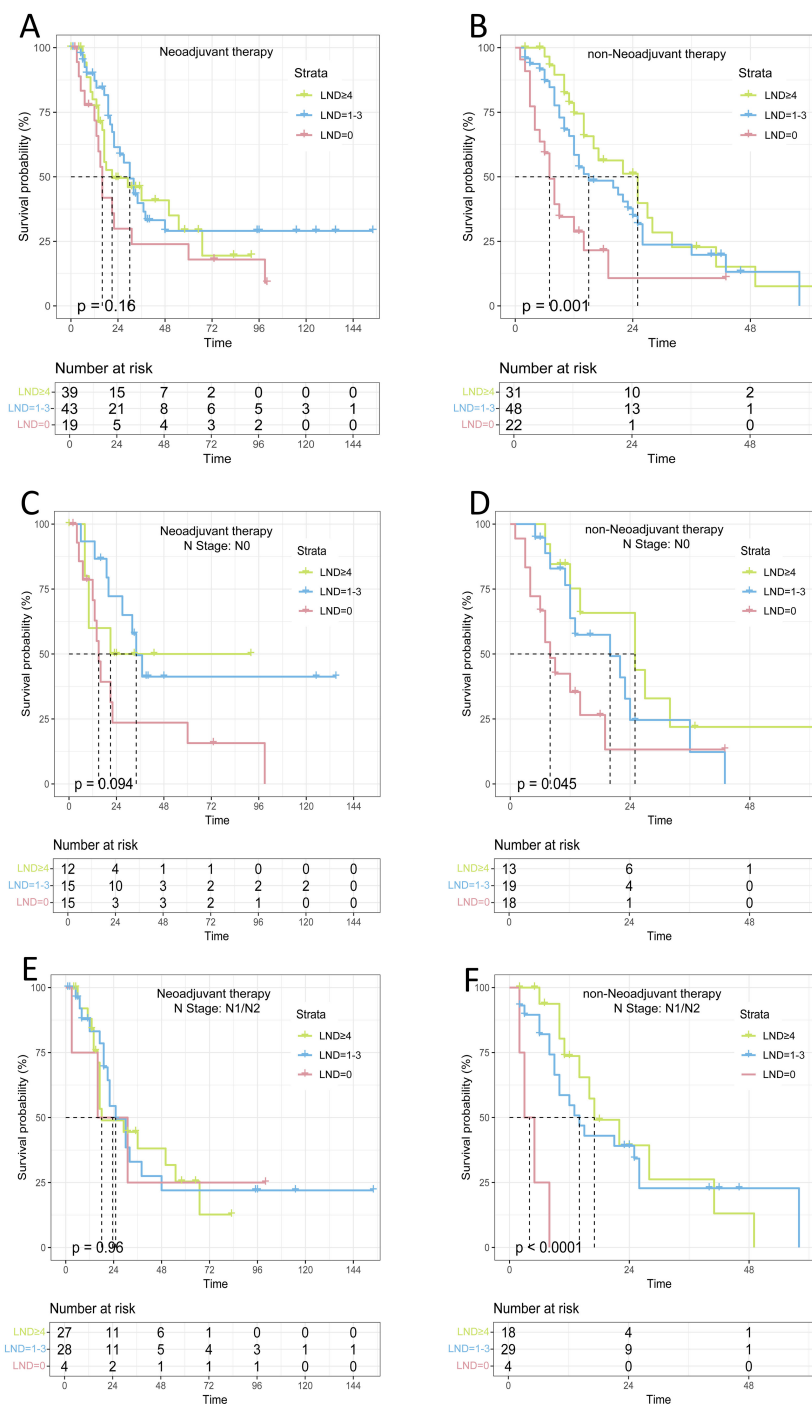 A
Neoadjuvant therapy
Strata
LND≥4
LND=1-3
LND=0
Survival probability (%)
100
75
50
25
0
p = 0.16
0 24 48 72 96 120 144
Time
Number at risk
LND≥4 39 15 7 2 0 0 0
LND=1-3 43 21 8 6 5 3 1
LND=0 19 5 4 3 2 0 0
0 24 48 72 96 120 144
Time
B
non-Neoadjuvant therapy
Strata
LND≥4
LND=1-3
LND=0
Survival probability (%)
100
75
50
25
0
p = 0.001
0 24 48
Time
Number at risk
LND≥4 31 10 2
LND=1-3 48 13 1
LND=0 22 1 0
0 24 48
Time
C
Neoadjuvant therapy
N Stage: N0
Strata
LND≥4
LND=1-3
LND=0
Survival probability (%)
100
75
50
25
0
p = 0.094
0 24 48 72 96 120 144
Time
Number at risk
LND≥4 12 4 1 1 0 0 0
LND=1-3 15 10 3 2 2 2 0
LND=0 15 3 3 2 1 0 0
0 24 48 72 96 120 144
Time
D
non-Neoadjuvant therapy
N Stage: N0
Strata
LND≥4
LND=1-3
LND=0
Survival probability (%)
100
75
50
25
0
p = 0.045
0 24 48
Time
Number at risk
LND≥4 13 6 1
LND=1-3 19 4 0
LND=0 18 1 0
0 24 48
Time
E
Neoadjuvant therapy
N Stage: N1/N2
Strata
LND≥4
LND=1-3
LND=0
Survival probability (%)
100
75
50
25
0
p = 0.96
0 24 48 72 96 120 144
Time
Number at risk
LND≥4 27 11 6 1 0 0 0
LND=1-3 28 11 5 4 3 1 1
LND=0 4 2 1 1 1 0 0
0 24 48 72 96 120 144
Time
F
non-Neoadjuvant therapy
N Stage: N1/N2
Strata
LND≥4
LND=1-3
LND=0
Survival probability (%)
100
75
50
25
0
p < 0.0001
0 24 48
Time
Number at risk
LND≥4 18 4 1
LND=1-3 29 9 1
LND=0 4 0 0
0 24 48
Time